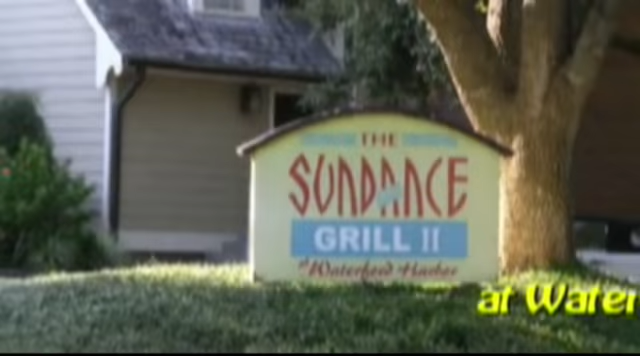 THE
SUNDANCE
GRILL II
at Waterford Harbor
at Water